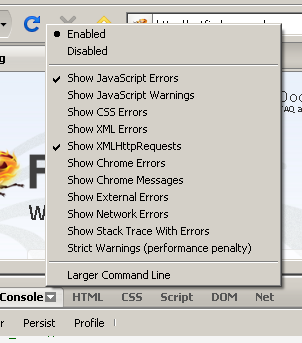 Enabled
Disabled
Show JavaScript Errors
Show JavaScript Warnings
Show CSS Errors
Show XML Errors
Show XMLHttpRequests
Show Chrome Errors
Show Chrome Messages
Show External Errors
Show Network Errors
Show Stack Trace With Errors
Strict Warnings (performance penalty)
Larger Command Line
Console HTML CSS Script DOM Net
Persist Profile